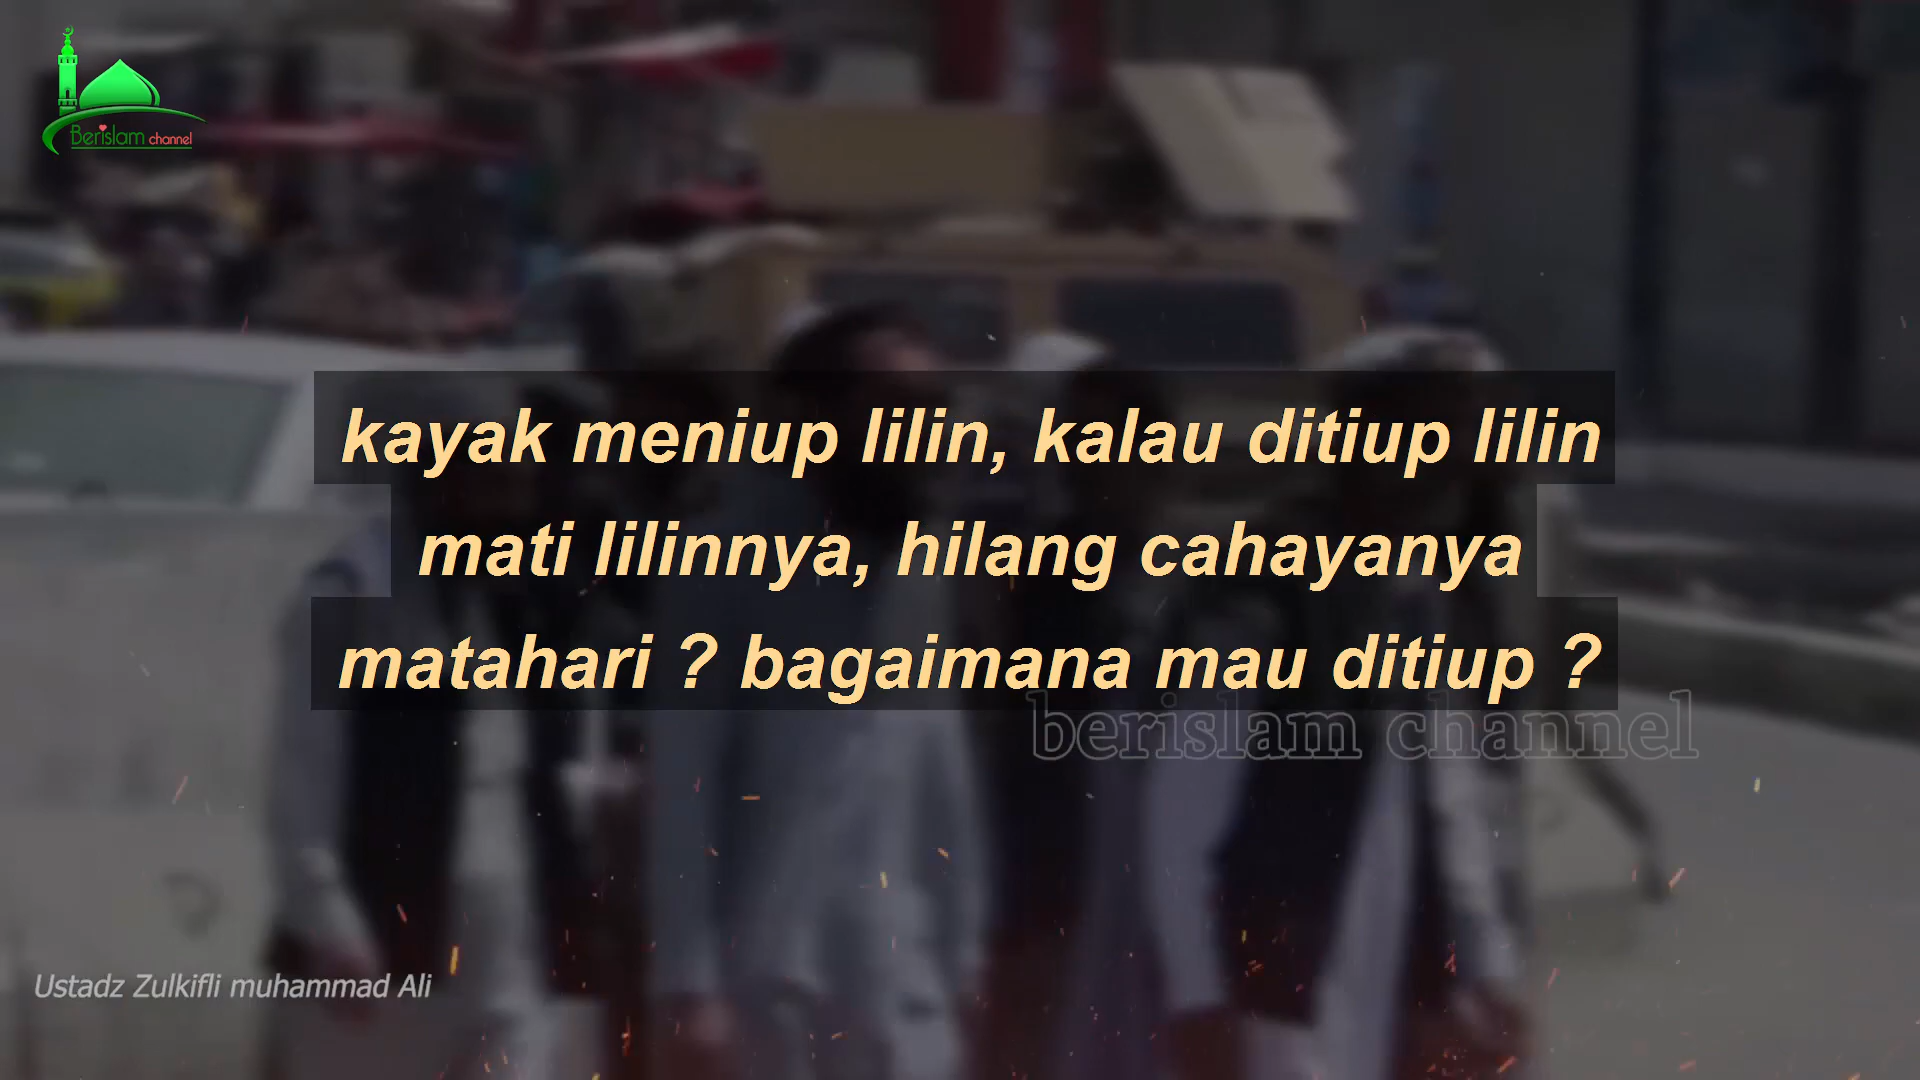 Berislam channel
kayak meniup lilin, kalau ditiup lilin
mati lilinnya, hilang cahayanya
matahari ? bagaimana mau ditiup ?
berislam channel
Ustadz Zulkifli muhammad Ali